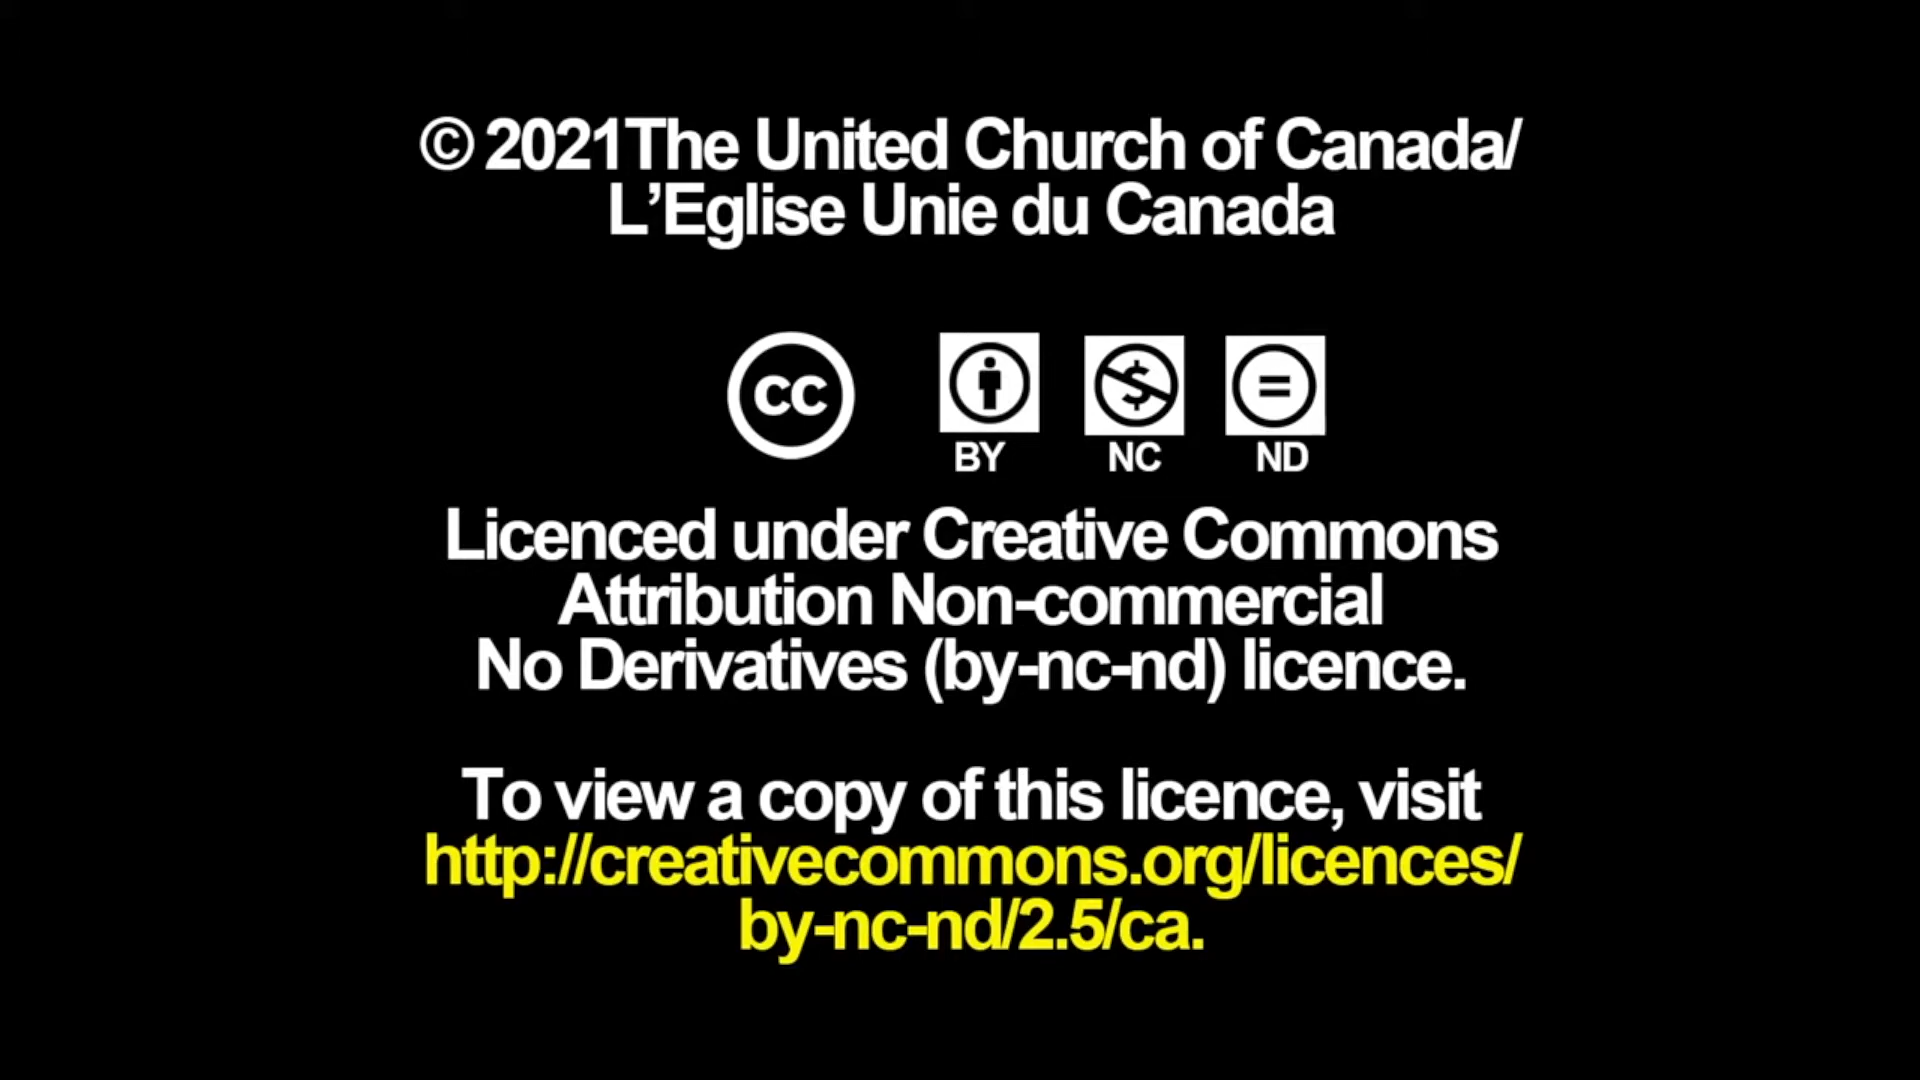 © 2021The United Church of Canada/
L’Eglise Unie du Canada
cc
BY NC ND
Licenced under Creative Commons
Attribution Non-commercial
No Derivatives (by-nc-nd) licence.
To view a copy of this licence, visit
http://creativecommons.org/licences/
by-nc-nd/2.5/ca.